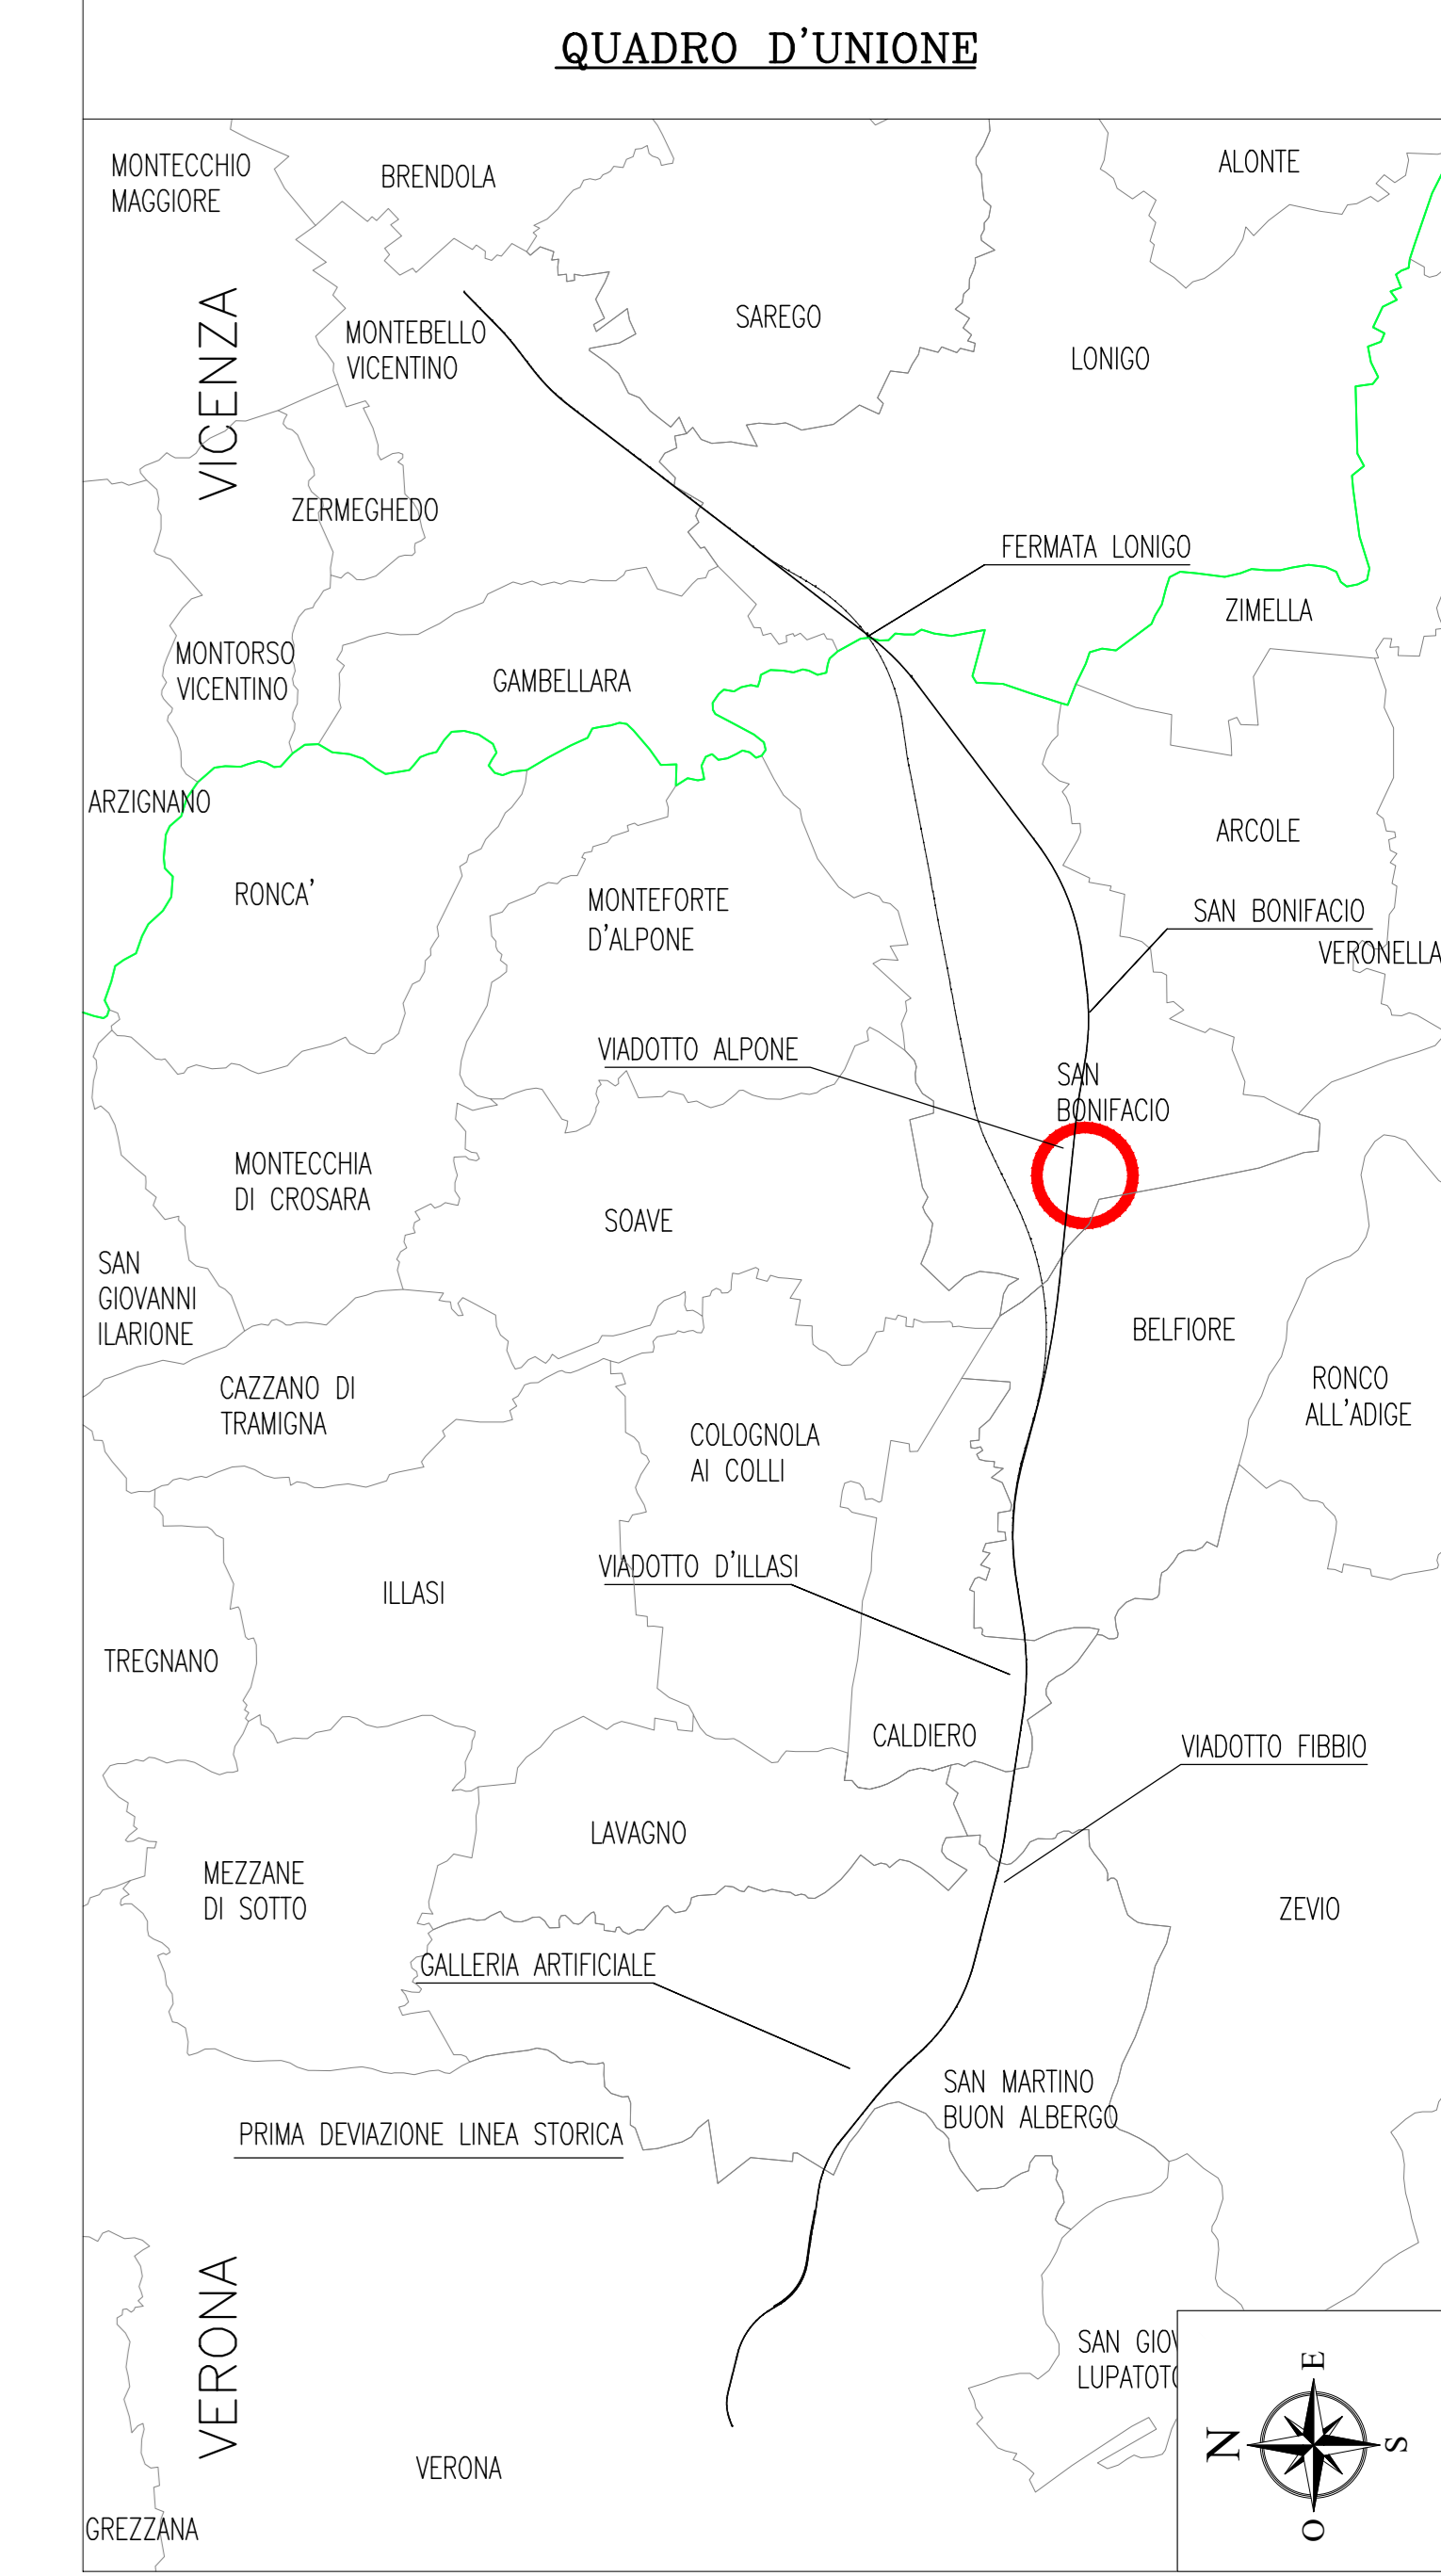 QUADRO D'UNIONE
MONTECCHIO
MAGGIORE
BRENDOLA
ALONTE
VICENZA
MONTEBELLO
VICENTINO
SAREGO
LONIGO
ZERMEGHEDO
FERMATA LONIGO
ZIMELLA
MONTORSO
VICENTINO
GAMBELLARA
ARZIGNANO
ARCOLE
RONCA'
MONTEFORTE
D'ALPONE
SAN BONIFACIO
VERONELLA
VIADOTTO ALPONE
SAN
BONIFACIO
MONTECCHIA
DI CROSARA
SOAVE
SAN
GIOVANNI
ILARIONE
BELFIORE
CAZZANO DI
TRAMIGNA
RONCO
ALL'ADIGE
COLOGNOLA
AI COLLI
VIADOTTO D'ILLASI
ILLASI
TREGNANO
CALDIERO
VIADOTTO FIBBIO
LAVAGNO
MEZZANE
DI SOTTO
ZEVIO
GALLERIA ARTIFICIALE
SAN MARTINO
BUON ALBERGO
PRIMA DEVIAZIONE LINEA STORICA
VERONA
SAN GIOV
LUPATOTO
E
N
S
O
VERONA
GREZZANA